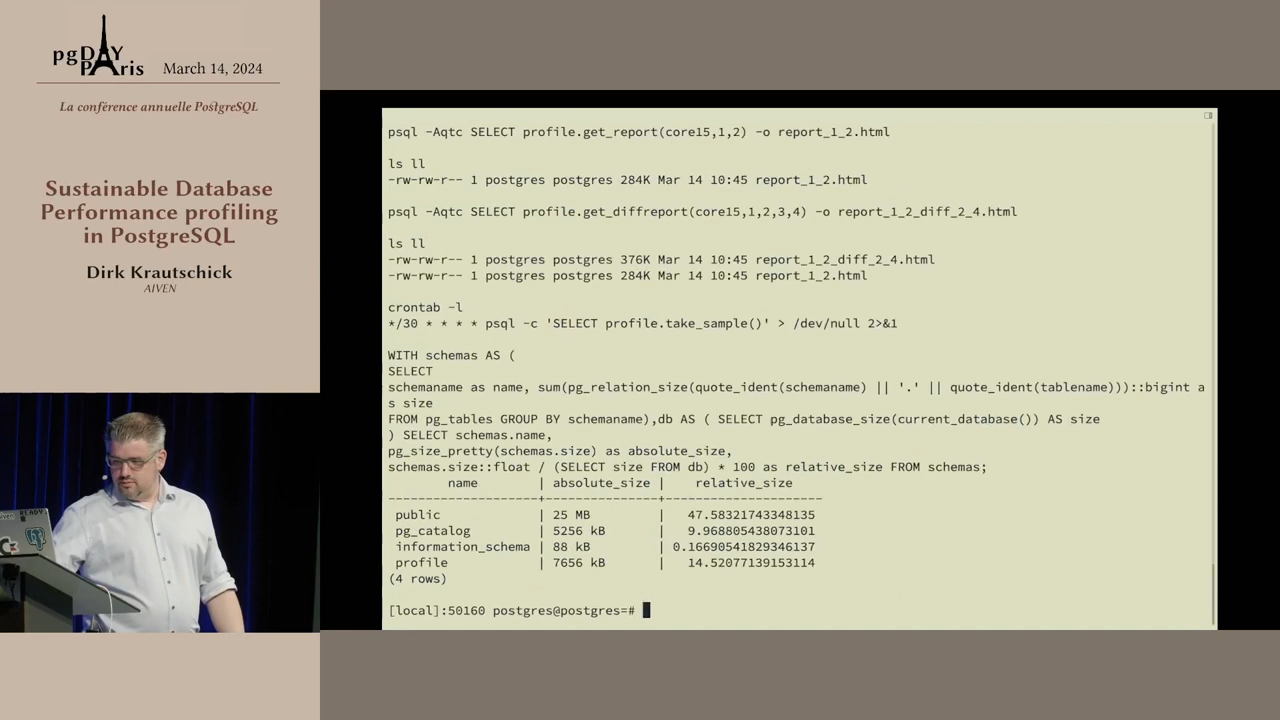 pgDAY
PAris
March 14, 2024
La conférence annuelle PostgreSQL
Sustainable Database
Performance profiling
in PostgreSQL
Dirk Krautschick
AIVEN
psql -Aqtc SELECT profile.get_report(core15,1,2) -o report_1_2.html
ls ll
-rw-rw-r-- 1 postgres postgres 284K Mar 14 10:45 report_1_2.html
psql -Aqtc SELECT profile.get_diffreport(core15,1,2,3,4) -o report_1_2_diff_2_4.html
ls ll
-rw-rw-r-- 1 postgres postgres 376K Mar 14 10:45 report_1_2_diff_2_4.html
-rw-rw-r-- 1 postgres postgres 284K Mar 14 10:45 report_1_2.html
crontab -l
*/30 * * * * psql -c 'SELECT profile.take_sample()' > /dev/null 2>&1
WITH schemas AS (
SELECT
schemaname as name, sum(pg_relation_size(quote_ident(schemaname) || '.' || quote_ident(tablename)))::bigint a
s size
FROM pg_tables GROUP BY schemaname),db AS ( SELECT pg_database_size(current_database()) AS size
) SELECT schemas.name,
pg_size_pretty(schemas.size) as absolute_size,
schemas.size::float / (SELECT size FROM db) * 100 as relative_size FROM schemas;
name | absolute_size | relative_size
--------------------+---------------+---------------------
public | 25 MB | 47.58321743348135
pg_catalog | 5256 kB | 9.968805438073101
information_schema | 88 kB | 0.16690541829346137
profile | 7656 kB | 14.52077139153114
(4 rows)
[local]:50160 postgres@postgres=#